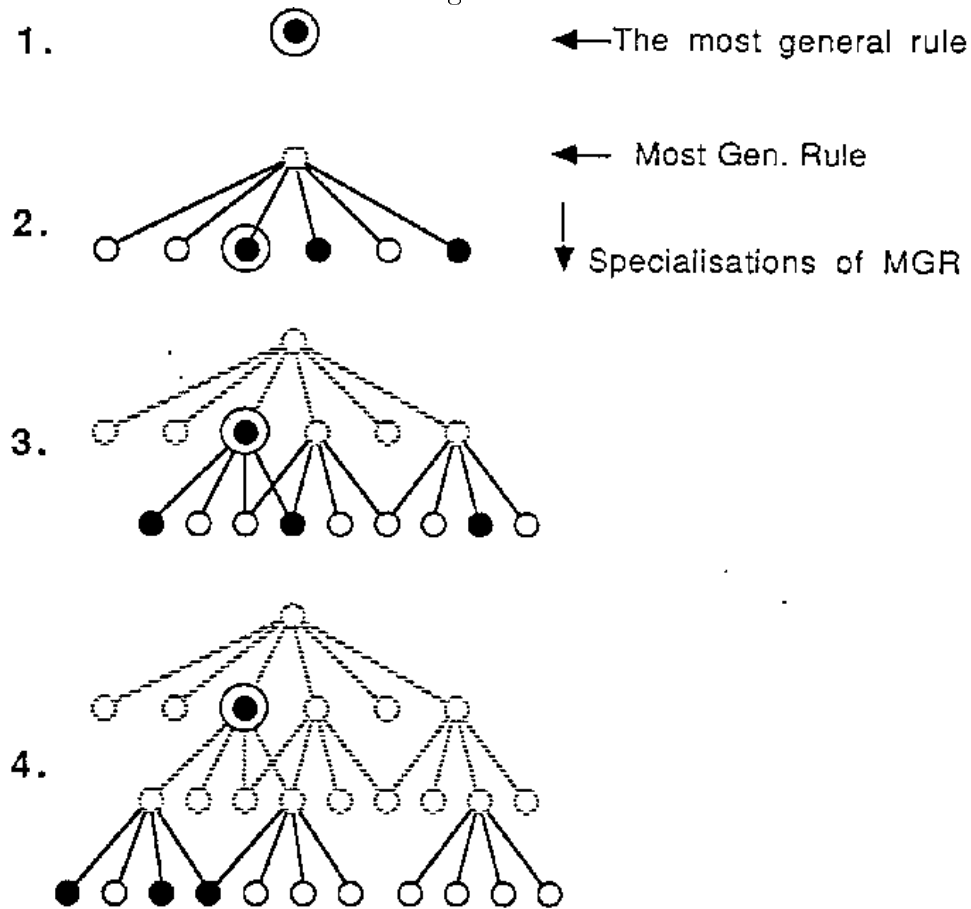 1.
The most general rule
Most Gen. Rule
2.
Specialisations of MGR
3.
4.